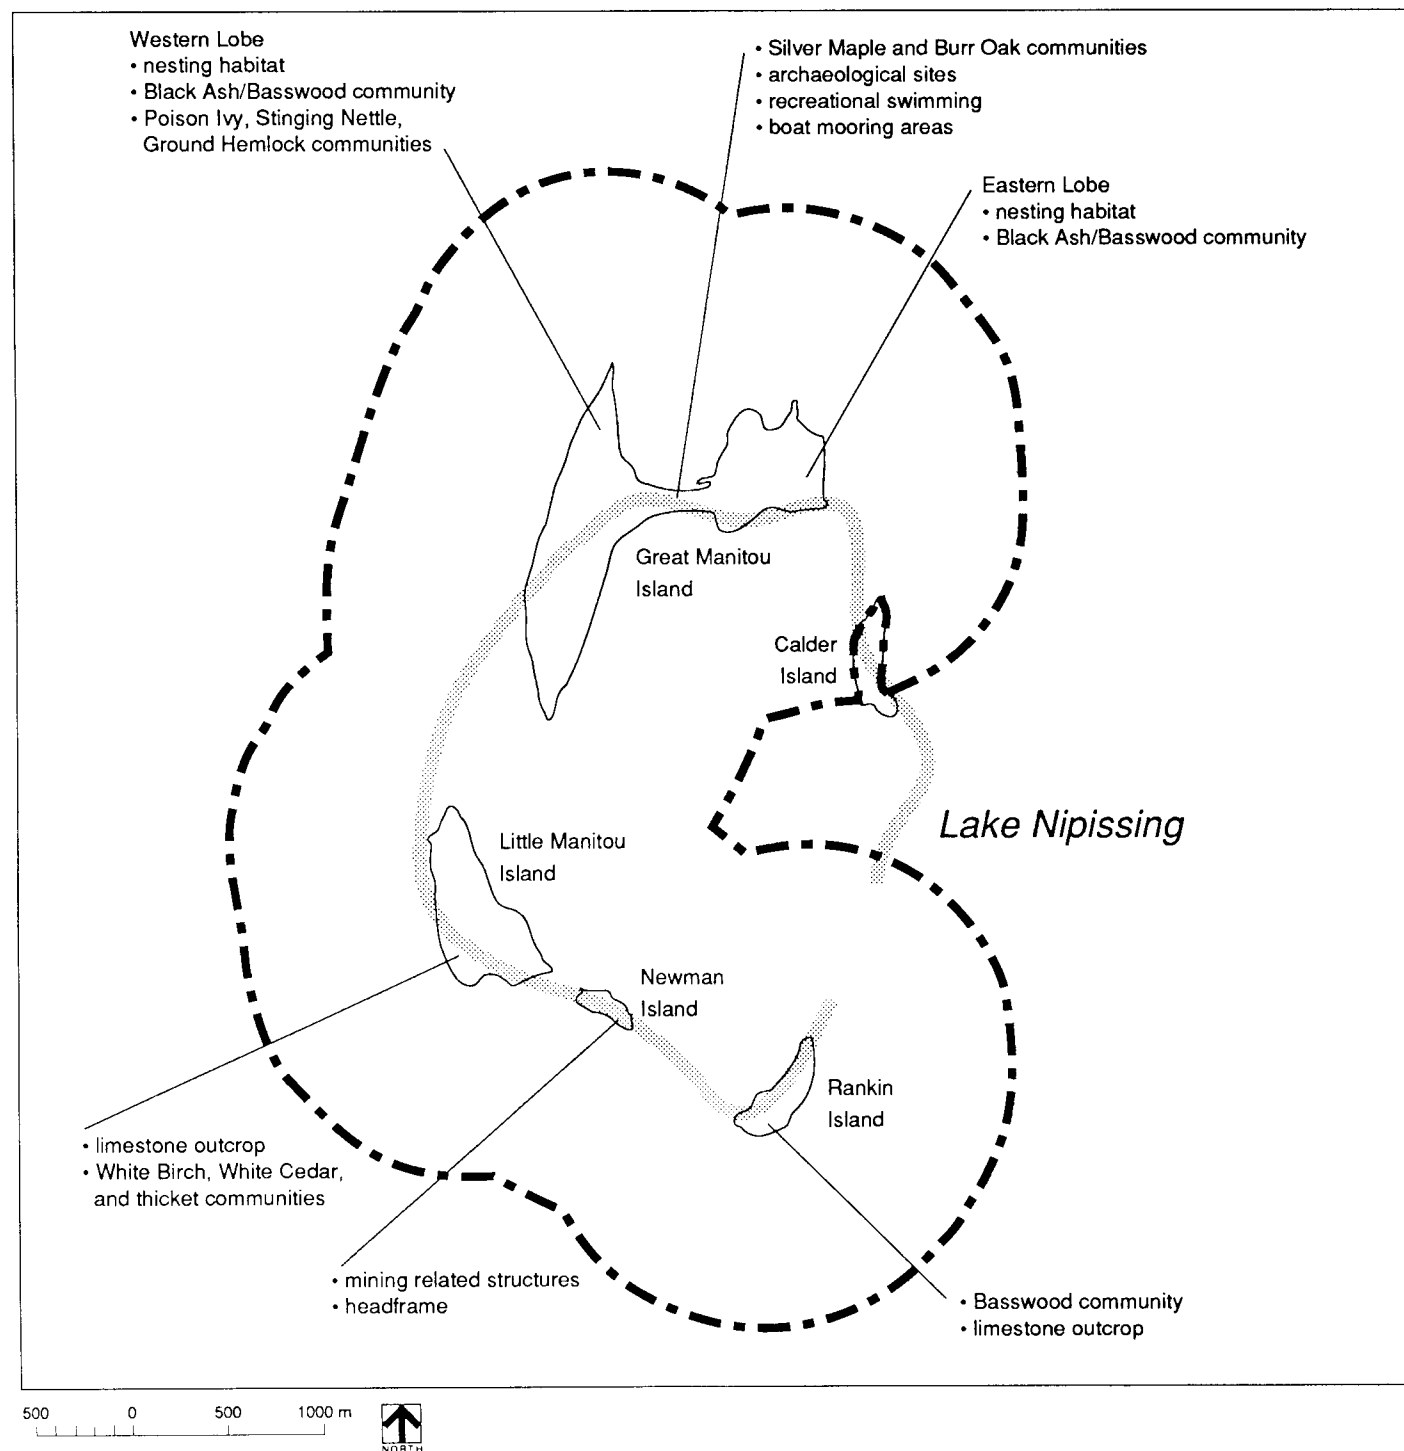 Western Lobe
• nesting habitat
• Black Ash/Basswood community
• Poison Ivy, Stinging Nettle,
Ground Hemlock communities
• Silver Maple and Burr Oak communities
• archaeological sites
• recreational swimming
• boat mooring areas
Eastern Lobe
• nesting habitat
• Black Ash/Basswood community
Great Manitou
Island
Calder
Island
Lake Nipissing
Little Manitou
Island
Newman
Island
Rankin
Island
• limestone outcrop
• White Birch, White Cedar,
and thicket communities
• mining related structures
• headframe
• Basswood community
• limestone outcrop
500 0 500 1000 m
NORTH